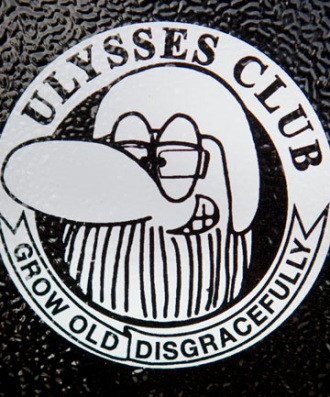 ULYSSES CLUB
GROW OLD DISGRACEFULLY